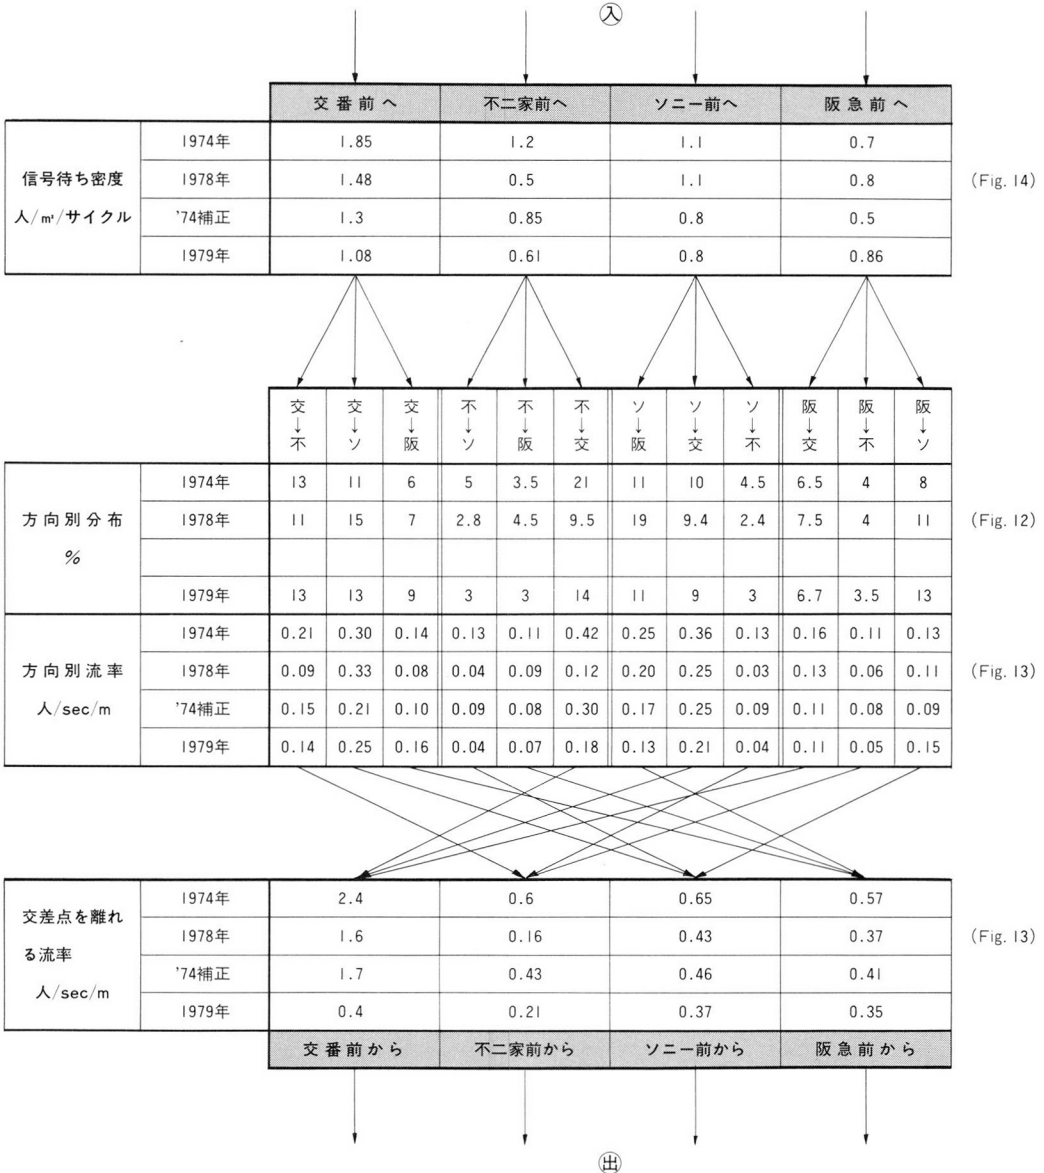 入
交番前へ 不二家前へ ソニー前へ 阪急前へ
信号待ち密度
人/㎡/サイクル
1974年 1.85 1.2 1.1 0.7
1978年 1.48 0.5 1.1 0.8 (Fig. 14)
'74補正 1.3 0.85 0.8 0.5
1979年 1.08 0.61 0.8 0.86
交→不 交→ソ 交→阪 不→ソ 不→阪 不→交 ソ→阪 ソ→交 ソ→不 阪→交 阪→不 阪→ソ
方向別分布
%
1974年 13 11 6 5 3.5 21 11 10 4.5 6.5 4 8
1978年 11 15 7 2.8 4.5 9.5 19 9.4 2.4 7.5 4 11 (Fig. 12)
1979年 13 13 9 3 3 14 11 9 3 6.7 3.5 13
方向別流率
人/sec/m
1974年 0.21 0.30 0.14 0.13 0.11 0.42 0.25 0.36 0.13 0.16 0.11 0.13
1978年 0.09 0.33 0.08 0.04 0.09 0.12 0.20 0.25 0.03 0.13 0.06 0.11 (Fig. 13)
'74補正 0.15 0.21 0.10 0.09 0.08 0.30 0.17 0.25 0.09 0.11 0.08 0.09
1979年 0.14 0.25 0.16 0.04 0.07 0.18 0.13 0.21 0.04 0.11 0.05 0.15
交差点を離れ
る流率
人/sec/m
1974年 2.4 0.6 0.65 0.57
1978年 1.6 0.16 0.43 0.37 (Fig. 13)
'74補正 1.7 0.43 0.46 0.41
1979年 0.4 0.21 0.37 0.35
交番前から 不二家前から ソニー前から 阪急前から
出